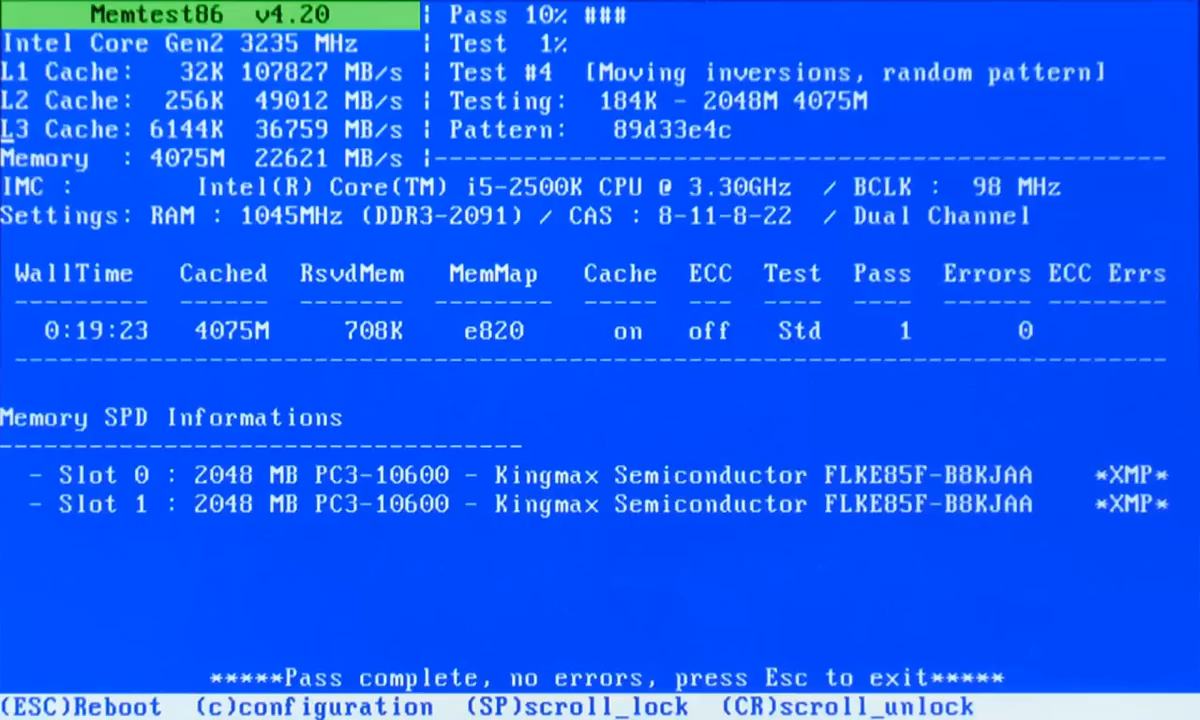 Memtest86 v4.20 | Pass 10% ###
Intel Core Gen2 3235 MHz | Test 1%
L1 Cache: 32K 107827 MB/s | Test #4 [Moving inversions, random pattern]
L2 Cache: 256K 49012 MB/s | Testing: 184K - 2048M 4075M
L3 Cache: 6144K 36759 MB/s | Pattern: 89d33e4c
Memory : 4075M 22621 MB/s |-------------------------------------------------
IMC : Intel(R) Core(TM) i5-2500K CPU @ 3.30GHz / BCLK : 98 MHz
Settings: RAM : 1045MHz (DDR3-2091) / CAS : 8-11-8-22 / Dual Channel
WallTime Cached RsvdMem MemMap Cache ECC Test Pass Errors ECC Errs
--------- ------ ------- -------- ----- --- ---- ---- ------ --------
0:19:23 4075M 708K e820 on off Std 1 0
-----------------------------------------------------------------------------
Memory SPD Informations
-----------------------------------
- Slot 0 : 2048 MB PC3-10600 - Kingmax Semiconductor FLKE85F-B8KJAA *XMP*
- Slot 1 : 2048 MB PC3-10600 - Kingmax Semiconductor FLKE85F-B8KJAA *XMP*
*****Pass complete, no errors, press Esc to exit*****
(ESC)Reboot (c)configuration (SP)scroll_lock (CR)scroll_unlock